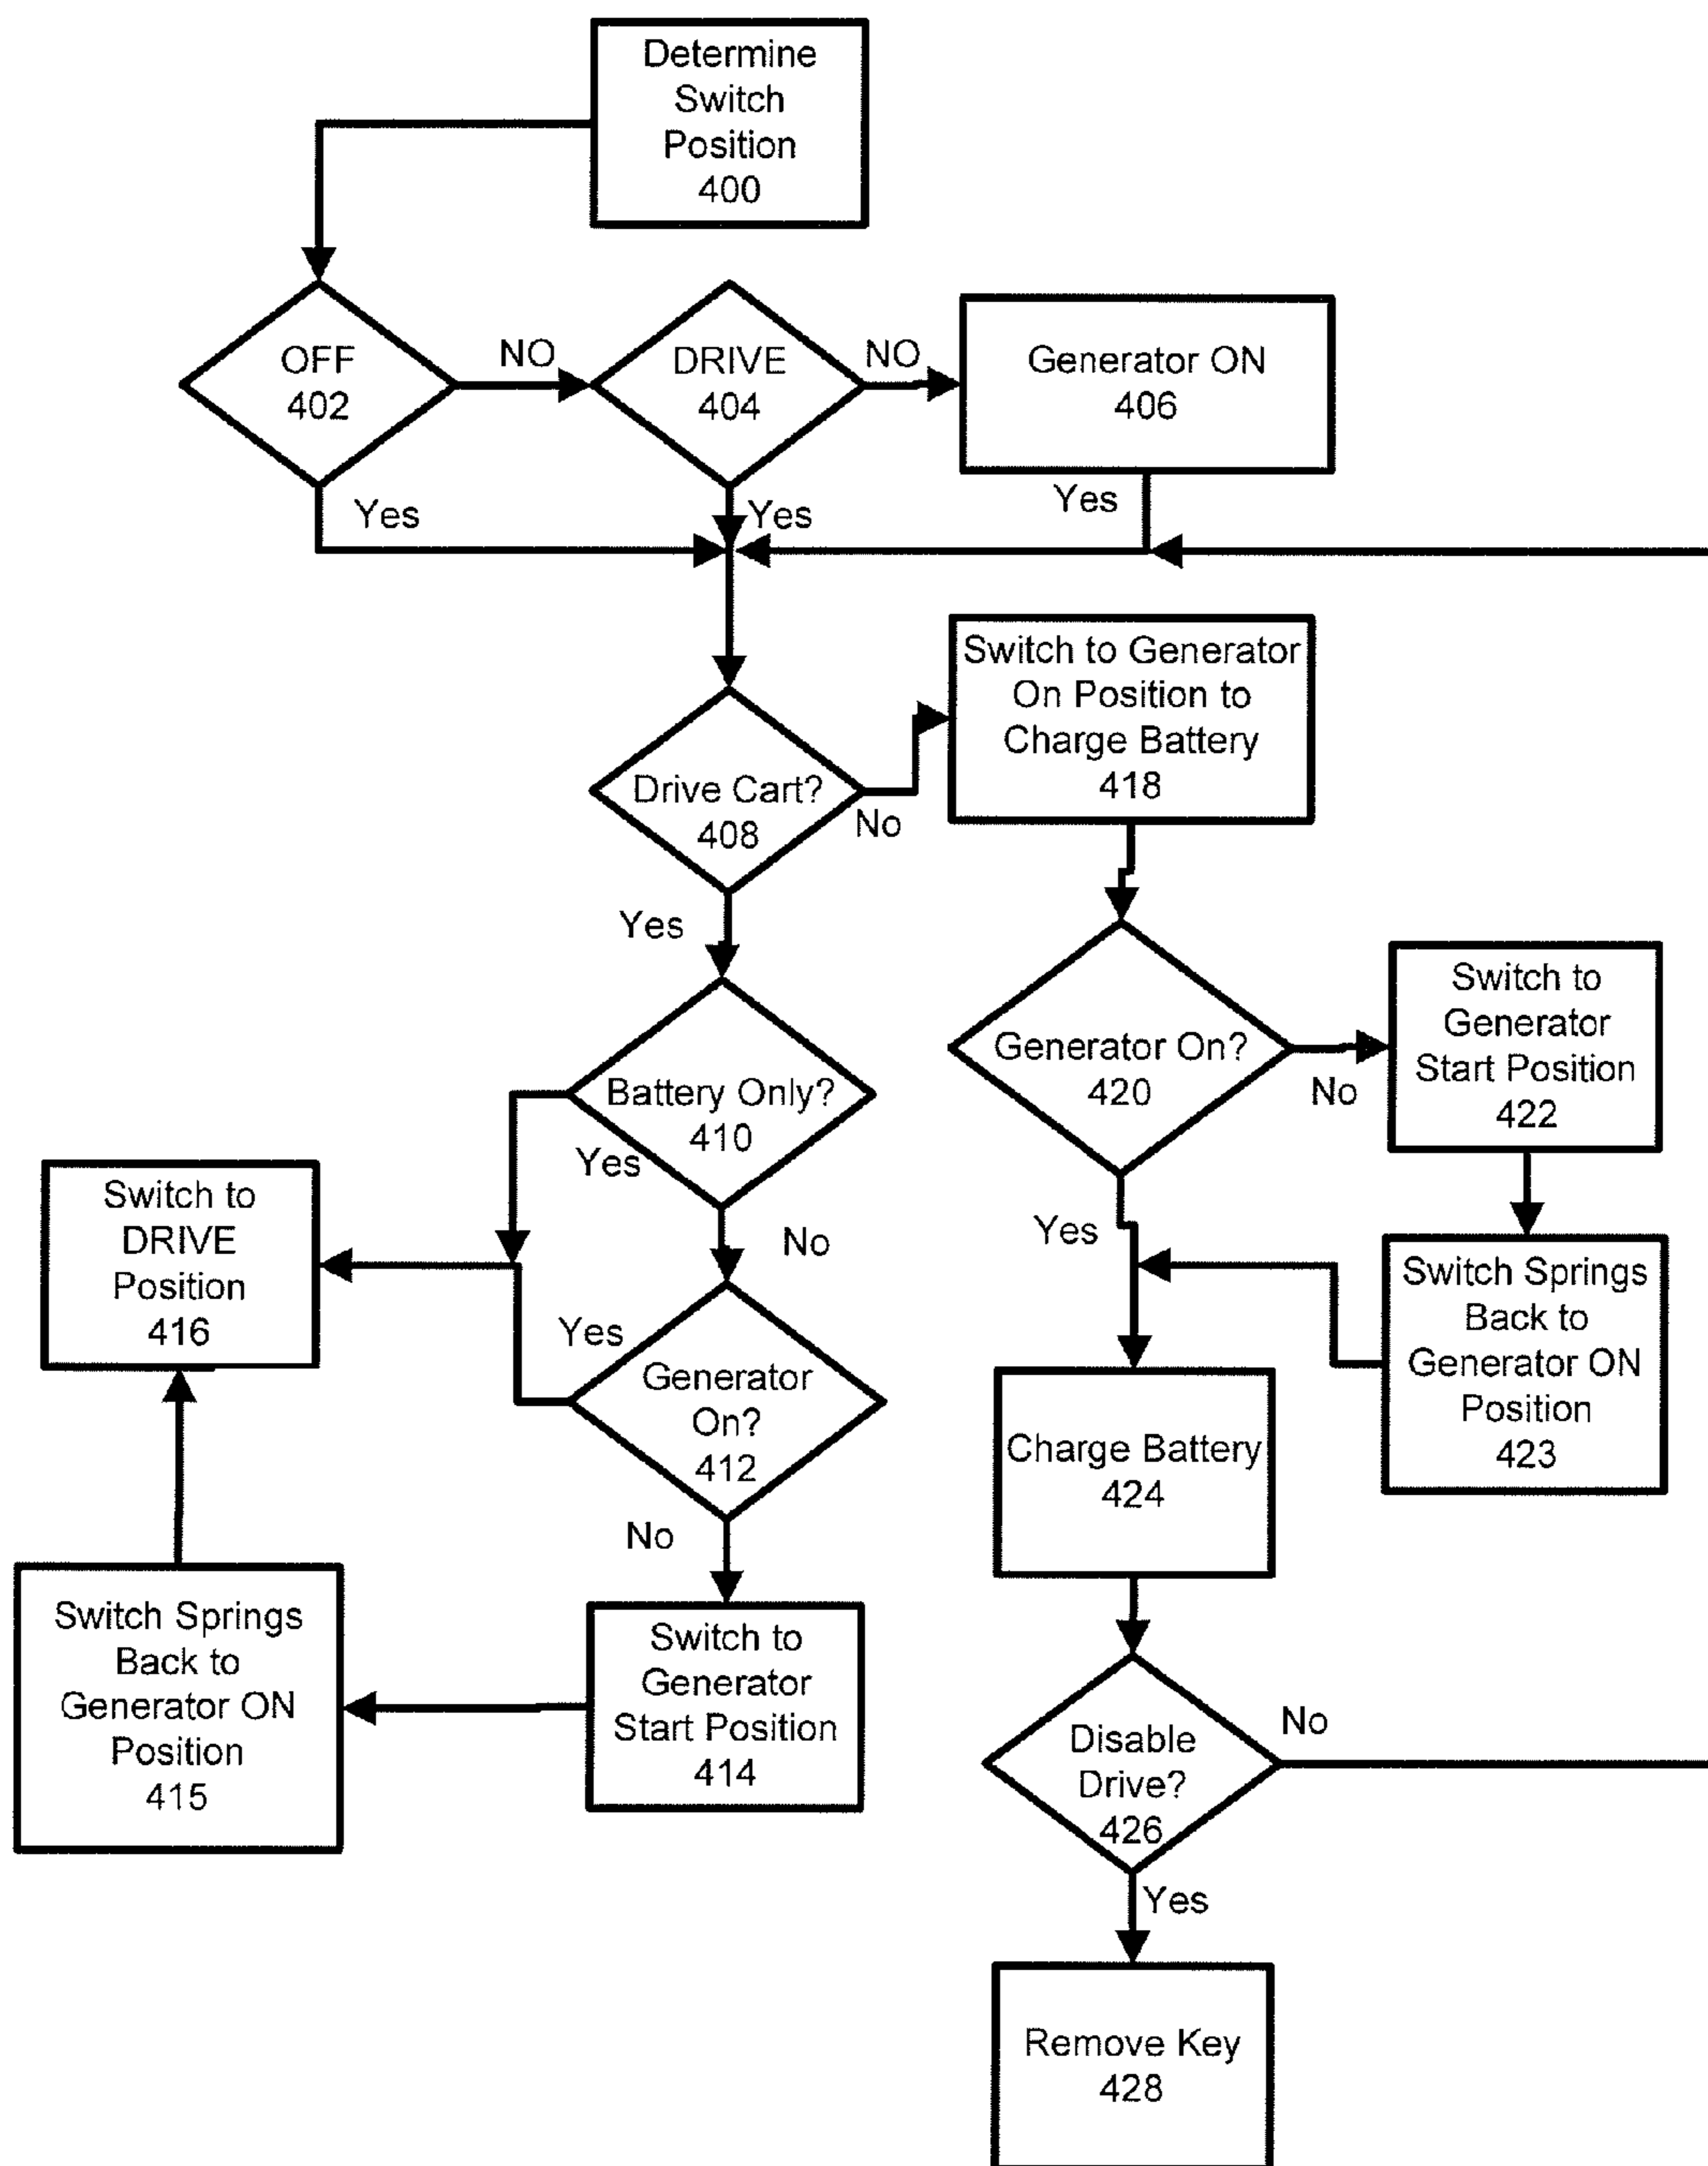 Determine
Switch
Position
400
OFF
402
NO
DRIVE
404
NO
Generator ON
406
Yes
Yes
Yes
Drive Cart?
408
No
Switch to Generator
On Position to
Charge Battery
418
Yes
Battery Only?
410
Yes
No
Generator On?
420
No
Switch to
Generator
Start Position
422
Yes
Switch Springs
Back to
Generator ON
Position
423
Switch to
DRIVE
Position
416
Yes
Generator
On?
412
No
Switch to
Generator
Start Position
414
Switch Springs
Back to
Generator ON
Position
415
Charge Battery
424
Disable
Drive?
426
No
Yes
Remove Key
428